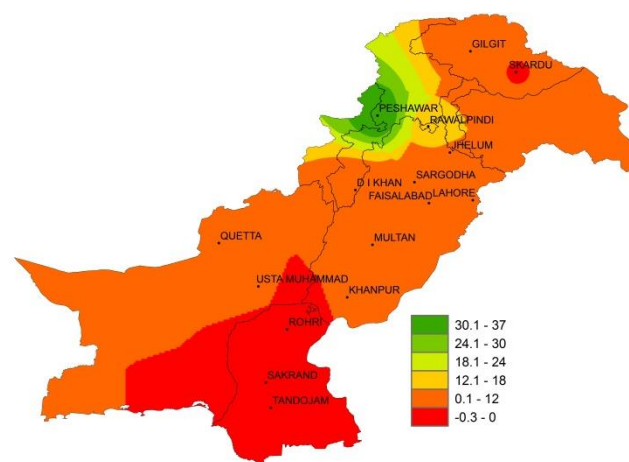 GILGIT
SKARDU
PESHAWAR
RAWALPINDI
JHELUM
SARGODHA
D I KHAN
FAISALABAD
LAHORE
QUETTA
MULTAN
USTA MUHAMMAD
KHANPUR
ROHRI
SAKRAND
TANDOJAM
30.1 - 37
24.1 - 30
18.1 - 24
12.1 - 18
0.1 - 12
-0.3 - 0